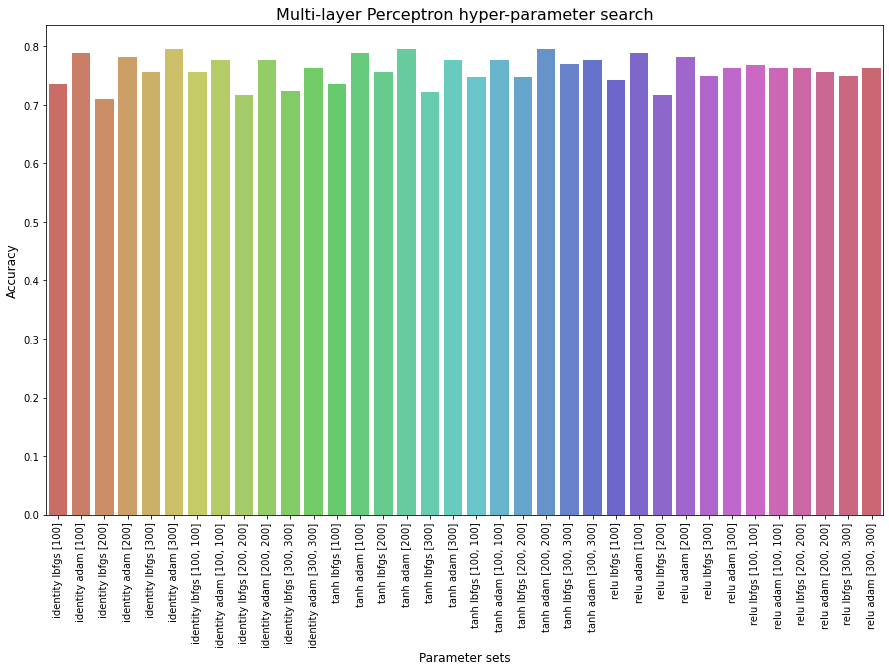 Multi-layer Perceptron hyper-parameter search
0.8
0.7
0.6
0.5
0.4
0.3
0.2
0.1
0.0
Accuracy
identity lbfgs [100]
identity adam [100]
identity lbfgs [200]
identity adam [200]
identity lbfgs [300]
identity adam [300]
identity lbfgs [100, 100]
identity adam [100, 100]
identity lbfgs [200, 200]
identity adam [200, 200]
identity lbfgs [300, 300]
identity adam [300, 300]
tanh lbfgs [100]
tanh adam [100]
tanh lbfgs [200]
tanh adam [200]
tanh lbfgs [300]
tanh adam [300]
tanh lbfgs [100, 100]
tanh adam [100, 100]
tanh lbfgs [200, 200]
tanh adam [200, 200]
tanh lbfgs [300, 300]
tanh adam [300, 300]
relu lbfgs [100]
relu adam [100]
relu lbfgs [200]
relu adam [200]
relu lbfgs [300]
relu adam [300]
relu lbfgs [100, 100]
relu adam [100, 100]
relu lbfgs [200, 200]
relu adam [200, 200]
relu lbfgs [300, 300]
relu adam [300, 300]
Parameter sets